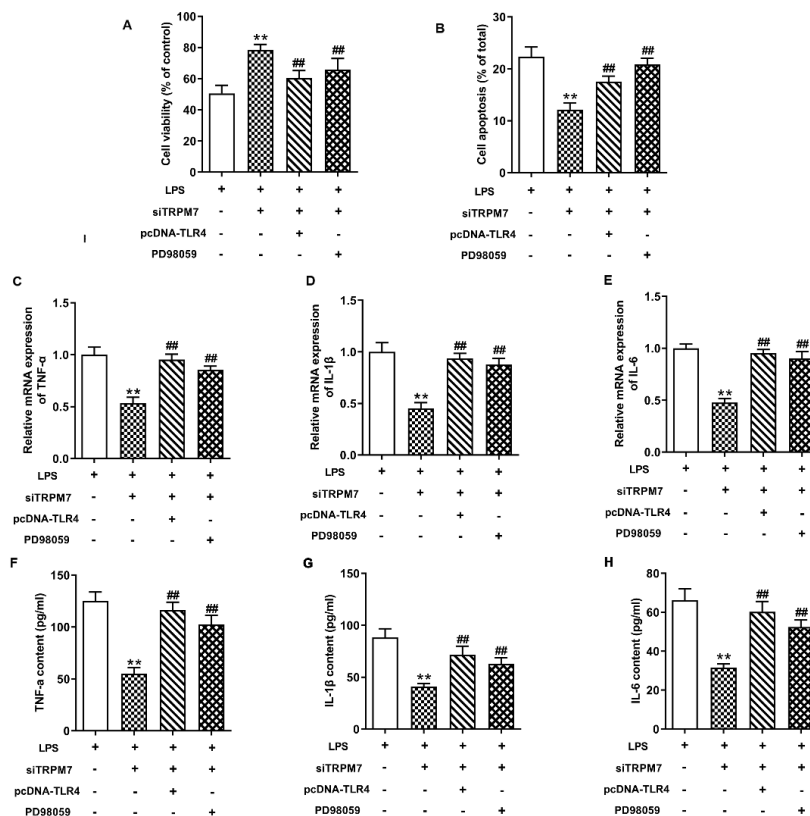 A
Cell viability (% of control)
100
80
60
40
20
0
**
##
##
LPS + + + +
siTRPM7 - + + +
pcDNA-TLR4 - - + -
PD98059 - - - +
B
Cell apoptosis (% of total)
30
20
10
0
**
##
##
LPS + + + +
siTRPM7 - + + +
pcDNA-TLR4 - - + -
PD98059 - - - +
I
C
Relative mRNA expression
of TNF-α
1.5
1.0
0.5
0.0
**
##
##
LPS + + + +
siTRPM7 - + + +
pcDNA-TLR4 - - + -
PD98059 - - - +
D
Relative mRNA expression
of IL-1β
1.5
1.0
0.5
0.0
**
##
##
LPS + + + +
siTRPM7 - + + +
pcDNA-TLR4 - - + -
PD98059 - - - +
E
Relative mRNA expression
of IL-6
1.5
1.0
0.5
0.0
**
##
##
LPS + + + +
siTRPM7 - + + +
pcDNA-TLR4 - - + -
PD98059 - - - +
F
TNF-a content (pg/ml)
150
100
50
0
**
##
##
LPS + + + +
siTRPM7 - + + +
pcDNA-TLR4 - - + -
PD98059 - - - +
G
IL-1β content (pg/ml)
150
100
50
0
**
##
##
LPS + + + +
siTRPM7 - + + +
pcDNA-TLR4 - - + -
PD98059 - - - +
H
IL-6 content (pg/ml)
80
60
40
20
0
**
##
##
LPS + + + +
siTRPM7 - + + +
pcDNA-TLR4 - - + -
PD98059 - - - +